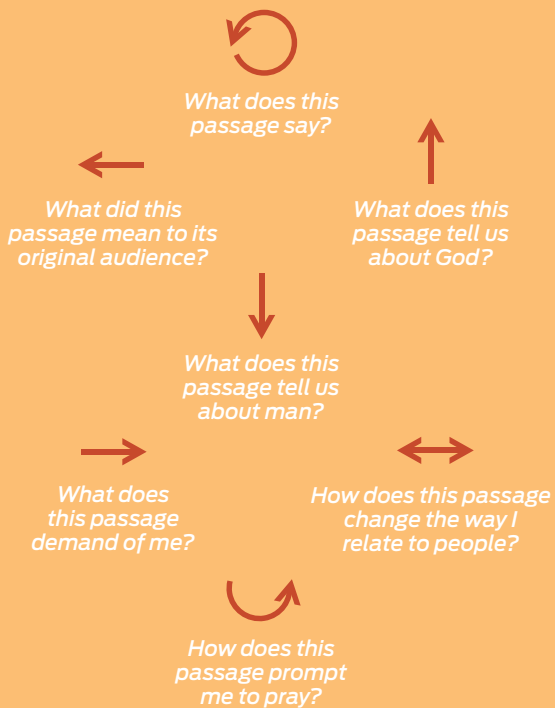 What does this
passage say?
What did this
passage mean to its
original audience?
What does this
passage tell us
about God?
What does this
passage tell us
about man?
What does
this passage
demand of me?
How does this passage
change the way I
relate to people?
How does this
passage prompt
me to pray?